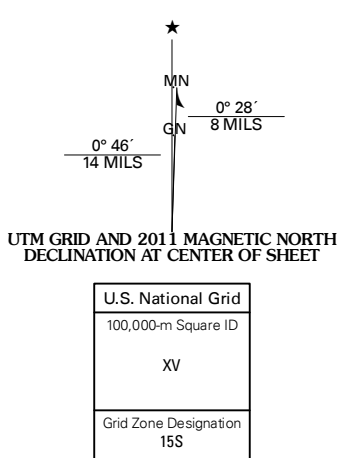 ★
MN
0° 28´
8 MILS
GN
0° 46´
14 MILS
UTM GRID AND 2011 MAGNETIC NORTH
DECLINATION AT CENTER OF SHEET
U.S. National Grid
100,000-m Square ID
XV
Grid Zone Designation
15S